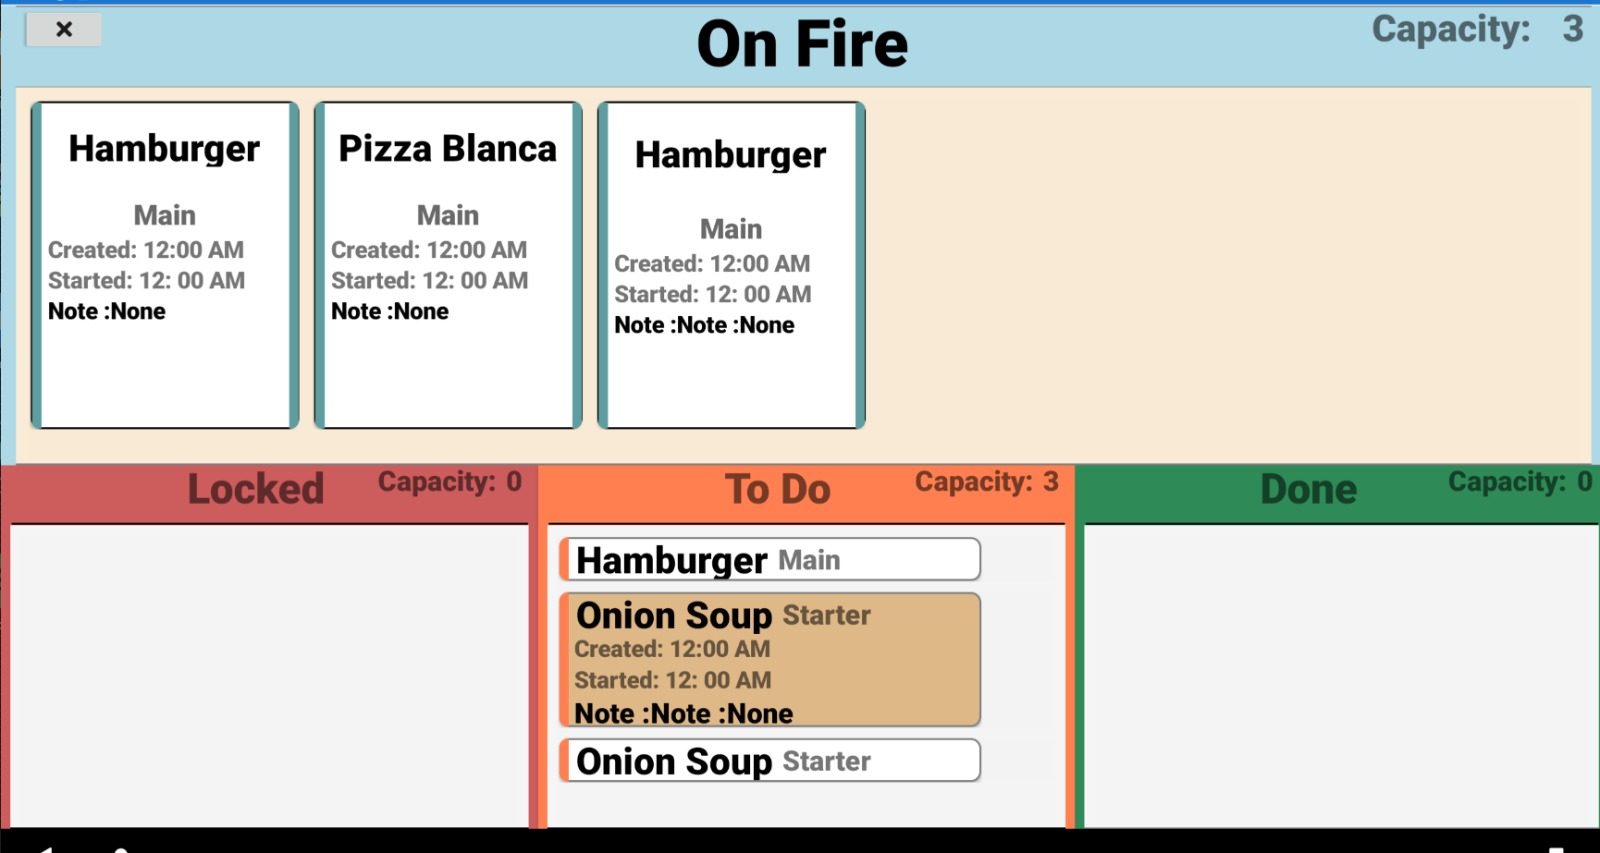 ×
On Fire
Capacity: 3
Hamburger
Main
Created: 12:00 AM
Started: 12: 00 AM
Note :None
Pizza Blanca
Main
Created: 12:00 AM
Started: 12: 00 AM
Note :None
Hamburger
Main
Created: 12:00 AM
Started: 12: 00 AM
Note :Note :None
Locked
Capacity: 0
To Do
Capacity: 3
Hamburger Main
Onion Soup Starter
Created: 12:00 AM
Started: 12: 00 AM
Note :Note :None
Onion Soup Starter
Done
Capacity: 0